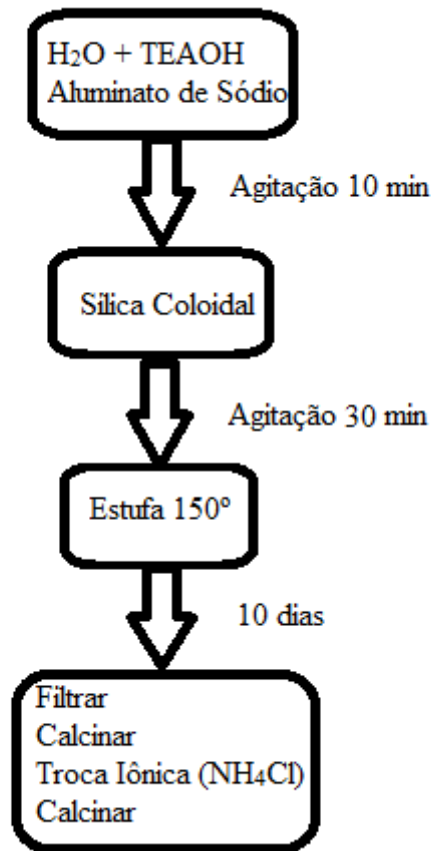 H₂O + TEAOH
Aluminato de Sódio
Agitação 10 min
Sílica Coloidal
Agitação 30 min
Estufa 150º
10 dias
Filtrar
Calcinar
Troca Iônica (NH₄Cl)
Calcinar